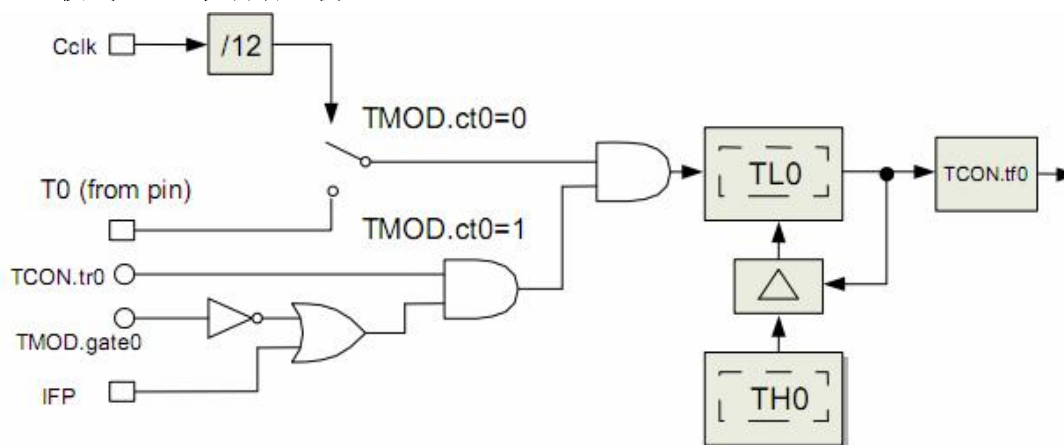 Cclk
/12
TMOD.ct0=0
T0 (from pin)
TMOD.ct0=1
TL0
TCON.tf0
TCON.tr0
TMOD.gate0
IFP
TH0